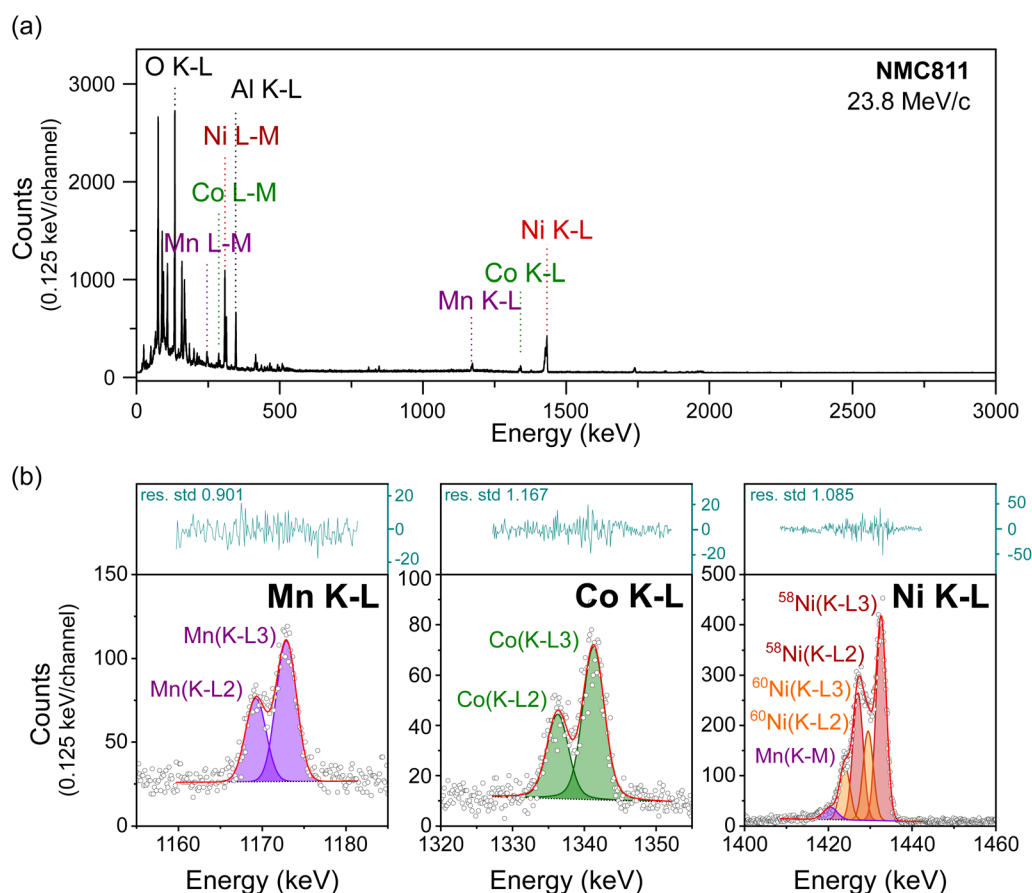 (a)
NMC811
23.8 MeV/c
O K-L
Al K-L
Ni L-M
Co L-M
Mn L-M
Ni K-L
Co K-L
Mn K-L
Counts
(0.125 keV/channel)
3000
2000
1000
0
0 500 1000 1500 2000 2500 3000
Energy (keV)
(b)
res. std 0.901
20
0
-20
res. std 1.167
20
0
-20
res. std 1.085
50
0
-50
Counts
(0.125 keV/channel)
150
100
50
0
Mn K-L
Mn(K-L3)
Mn(K-L2)
1160 1170 1180
Energy (keV)
100
80
60
40
20
0
Co K-L
Co(K-L3)
Co(K-L2)
1320 1330 1340 1350
Energy (keV)
500
400
300
200
100
0
Ni K-L
⁵⁸Ni(K-L3)
⁵⁸Ni(K-L2)
⁶⁰Ni(K-L3)
⁶⁰Ni(K-L2)
Mn(K-M)
1400 1420 1440 1460
Energy (keV)